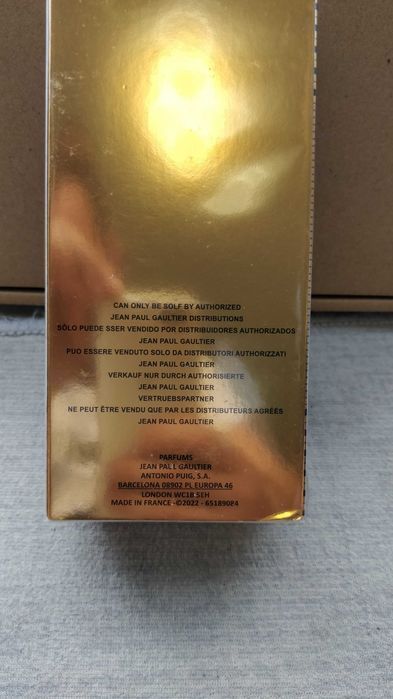 CAN ONLY BE SOLF BY AUTHORIZED
JEAN PAUL GAULTIER DISTRIBUTIONS
SÓLO PUEDE SSER VENDIDO POR DISTRIBUIDORES AUTHORIZADOS
JEAN PAUL GAULTIER
PUO ESSERE VENDUTO SOLO DA DISTRIBUTORI AUTHORIZZATI
JEAN PAUL GAULTIER
VERKAUF NUR DURCH AUTHORISIERTE
JEAN PAUL GAULTIER
VERTRUEBSPARTNER
NE PEUT ÊTRE VENDU QUE PAR LES DISTRIBUTEURS AGRÉÉS
JEAN PAUL GAULTIER
PARFUMS
JEAN PAUL GAULTIER
ANTONIO PUIG, S.A.
BARCELONA 08902 PL EUROPA 46
LONDON WC1B 5EH
MADE IN FRANCE-©2022 - 65189084